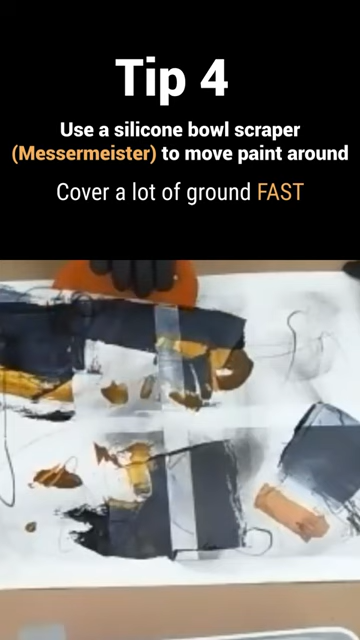 Tip 4
Use a silicone bowl scraper
(Messermeister) to move paint around
Cover a lot of ground FAST